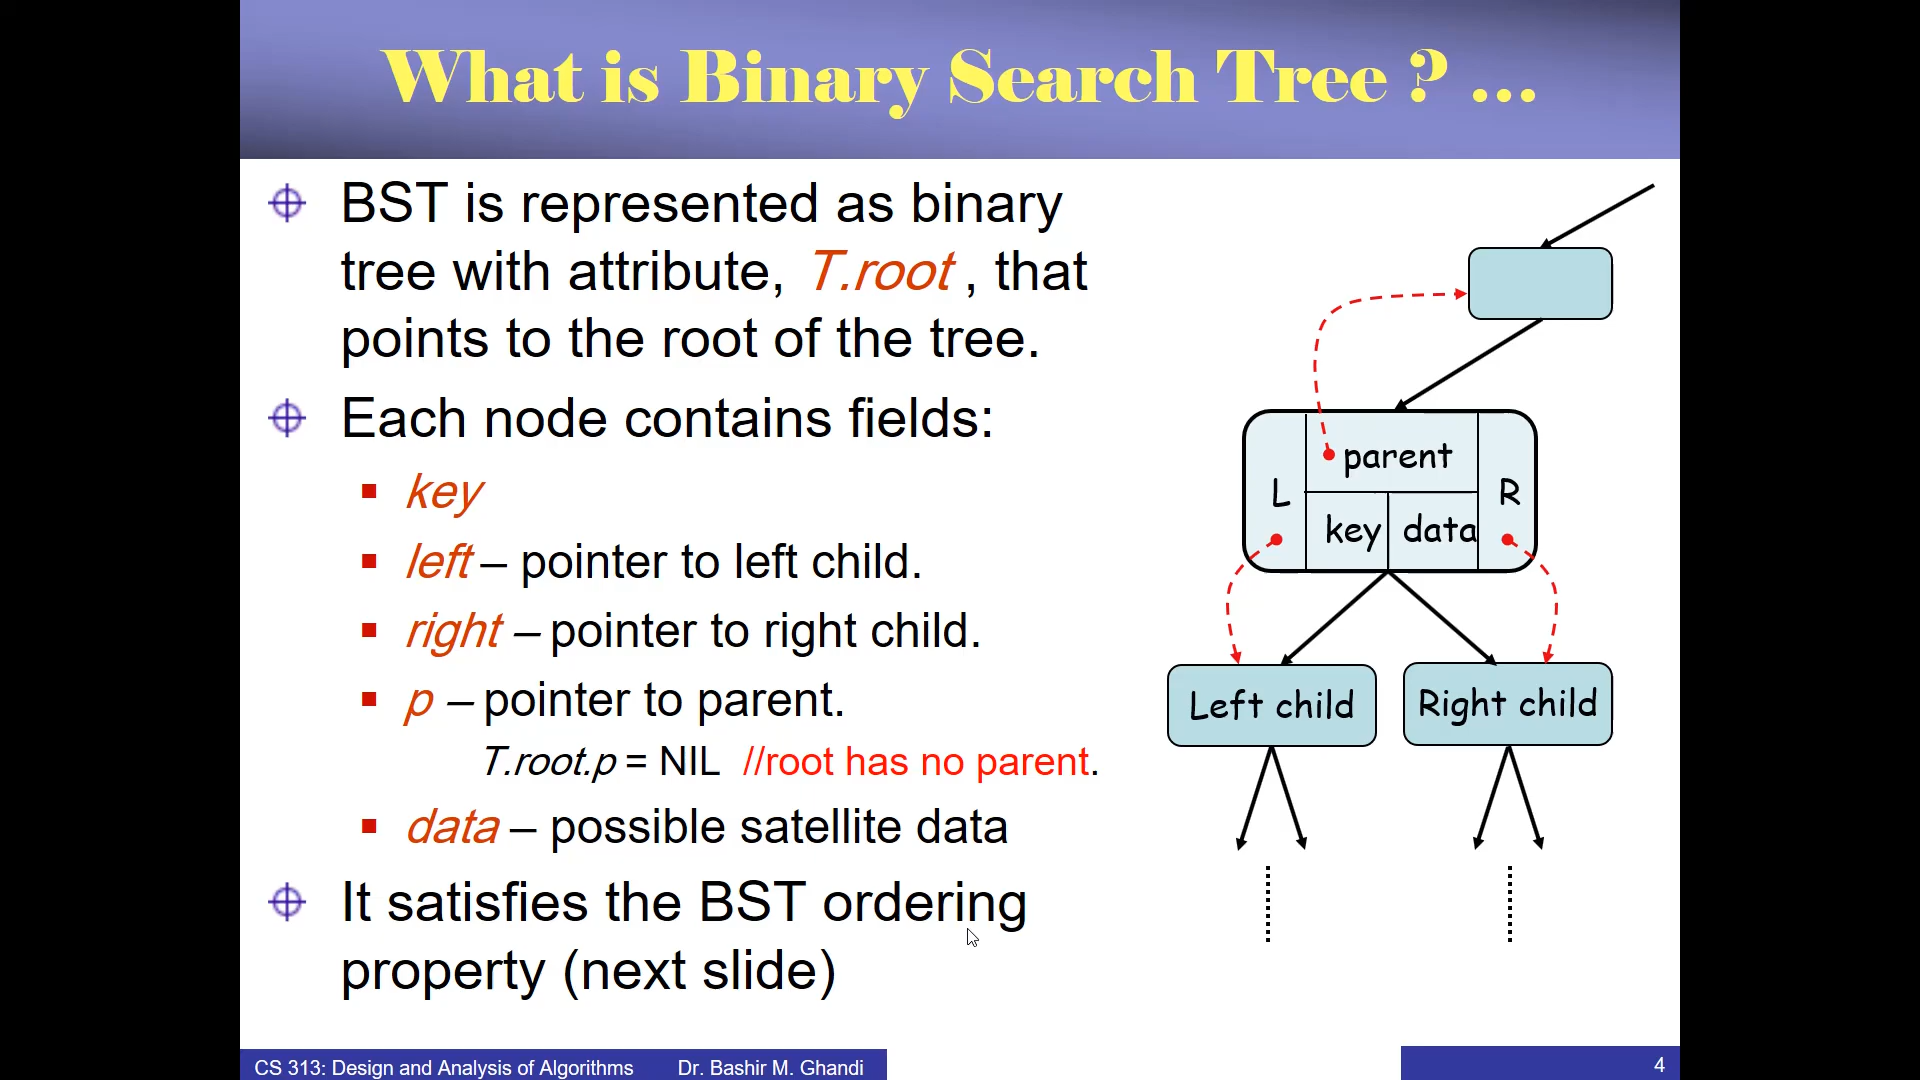 What is Binary Search Tree ? ...
BST is represented as binary
tree with attribute, T.root , that
points to the root of the tree.
Each node contains fields:
key
left – pointer to left child.
right – pointer to right child.
p – pointer to parent.
T.root.p = NIL //root has no parent.
data – possible satellite data
It satisfies the BST ordering
property (next slide)
parent
L
R
key
data
Left child
Right child
CS 313: Design and Analysis of Algorithms
Dr. Bashir M. Ghandi
4